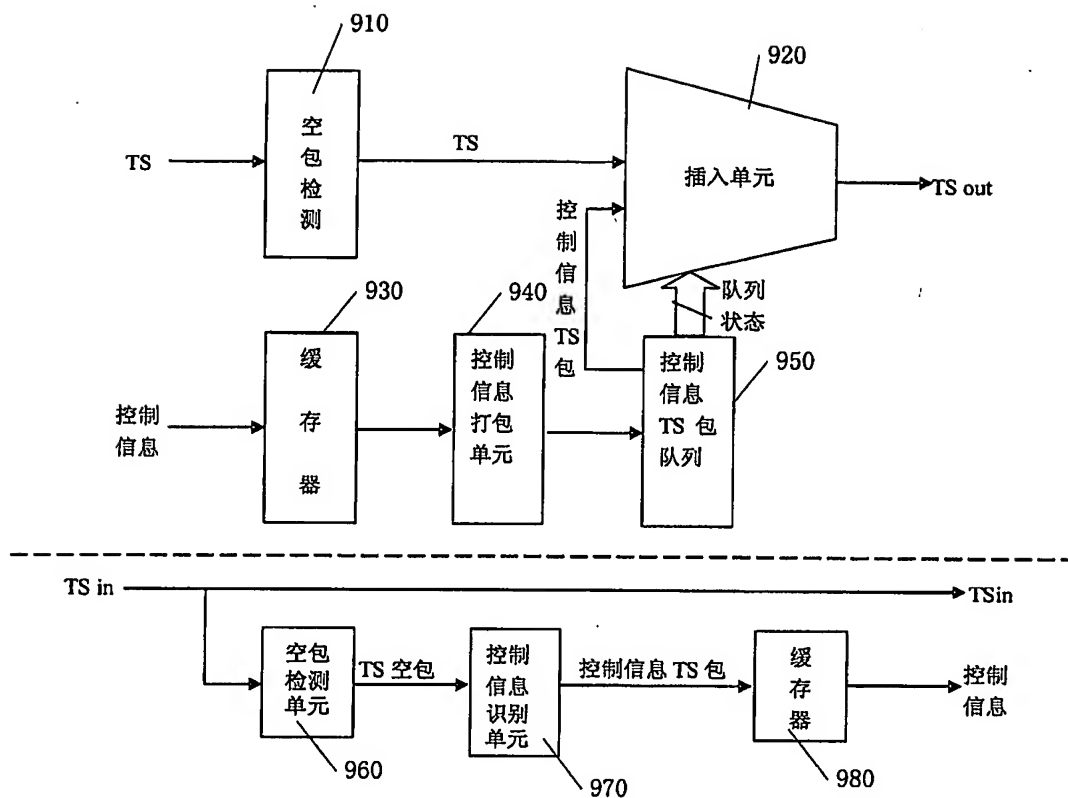 910
空
包
检
测
TS
TS
920
插入单元
TS out
控
制
信
息
TS
包
队列
状态
930
缓
存
器
940
控制
信息
打包
单元
950
控制
信息
TS 包
队列
控制
信息
TS in
TSin
空包
检测
单元
960
TS 空包
控制
信息
识别
单元
970
控制信息 TS 包
缓
存
器
980
控制
信息